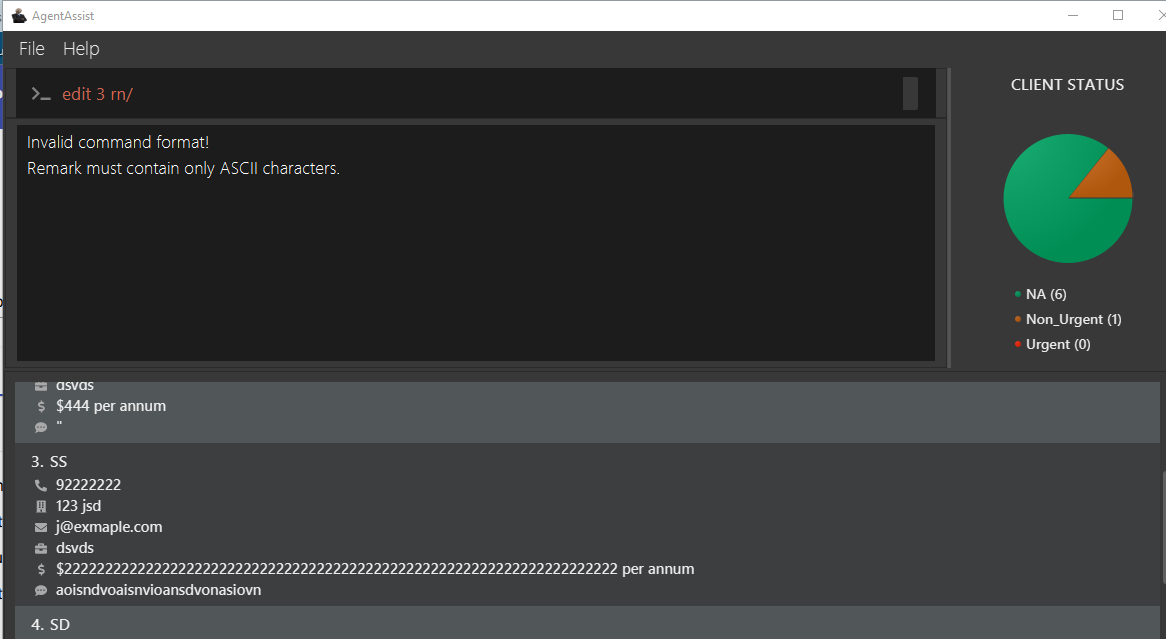 AgentAssist
File Help
edit 3 rn/
Invalid command format!
Remark must contain only ASCII characters.
CLIENT STATUS
NA (6)
Non_Urgent (1)
Urgent (0)
dsvds
$444 per annum
"
3. SS
92222222
123 jsd
j@exmaple.com
dsvds
$22222222222222222222222222222222222222222222222222222222222222222222 per annum
aoisndvoaisnvioansdvonasiovn
4. SD